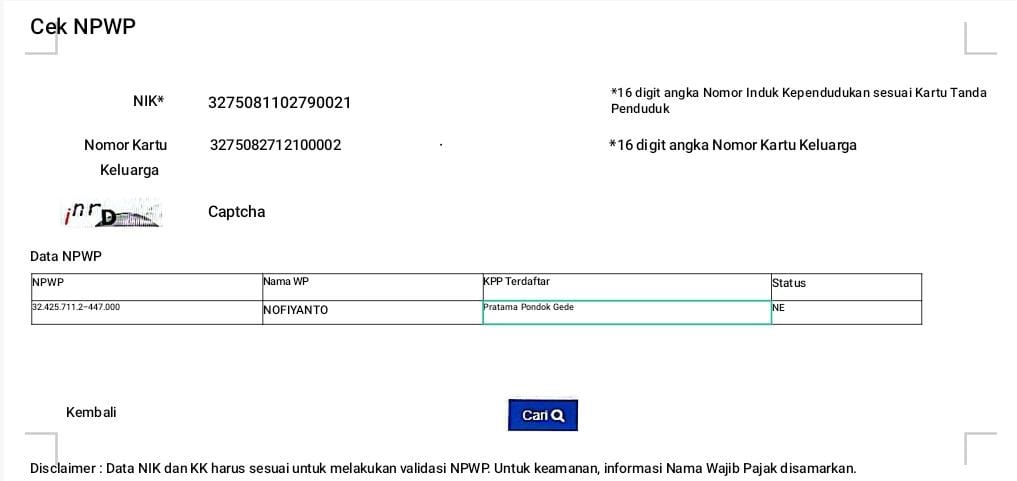 Cek NPWP
NIK* 3275081102790021 *16 digit angka Nomor Induk Kependudukan sesuai Kartu Tanda
Penduduk
Nomor Kartu 3275082712100002 *16 digit angka Nomor Kartu Keluarga
Keluarga
inrD Captcha
Data NPWP
NPWP Nama WP KPP Terdaftar Status
32.425.711.2-447.000 NOFIYANTO Pratama Pondok Gede NE
Kembali Cari
Disclaimer : Data NIK dan KK harus sesuai untuk melakukan validasi NPWP. Untuk keamanan, informasi Nama Wajib Pajak disamarkan.